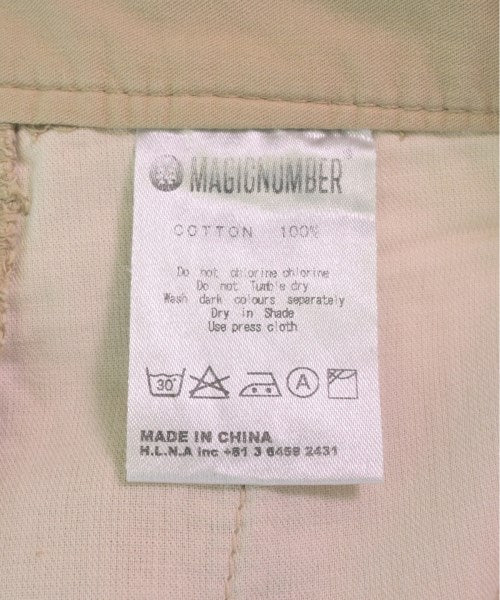 MAGICNUMBER
COTTON 100%
Do not chlorine chlorine
Do not Tumble dry
Wash dark colours separately
Dry in Shade
Use press cloth
30 A
MADE IN CHINA
H.L.N.A inc +81 3 6459 2431